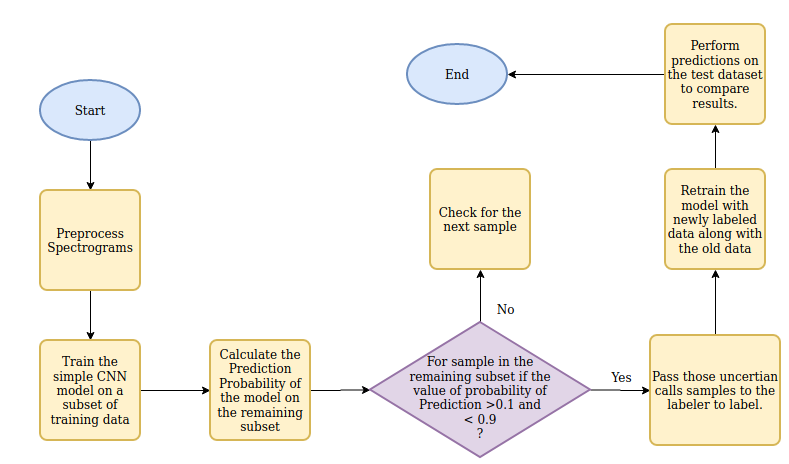 Start
Preprocess
Spectrograms
Train the
simple CNN
model on a
subset of
training data
Calculate the
Prediction
Probability of
the model on
the remaining
subset
For sample in the
remaining subset if the
value of probability of
Prediction >0.1 and
< 0.9
?
No
Check for the
next sample
Yes
Pass those uncertian
calls samples to the
labeler to label.
Retrain the
model with
newly labeled
data along with
the old data
Perform
predictions on
the test dataset
to compare
results.
End